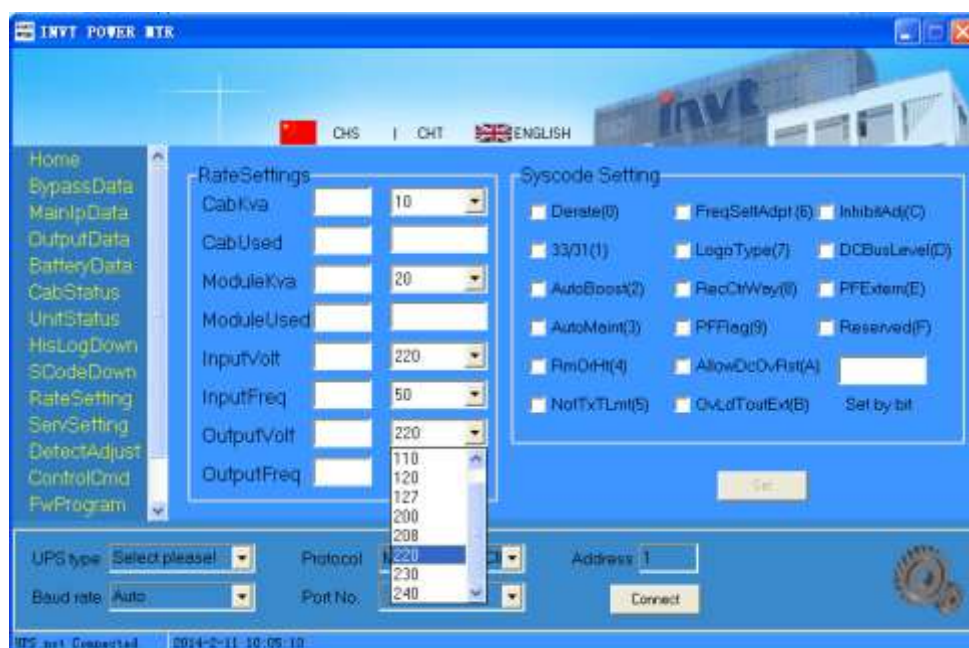 INVT POWER MTR
invt
CHS | CHT ENGLISH
Home
BypassData
MainIpData
OutputData
BatteryData
CabStatus
UnitStatus
HisLogDown
SCodeDown
RateSetting
ServSetting
DetectAdjust
ControlCmd
FwProgram
RateSettings
CabKva 10
CabUsed
ModuleKva 20
ModuleUsed
InputVolt 220
InputFreq 50
OutputVolt 220
OutputFreq
110
120
127
200
208
220
230
240
Syscode Setting
Derate(0) FreqSelfAdpt(6) InhibitAdj(C)
33/31(1) LogoType(7) DCBusLevel(D)
AutoBoost(2) RecCtrWay(8) PFExtern(E)
AutoMaint(3) PFFlag(9) Reserved(F)
RmOrHt(4) AllowDcOvRst(A)
NotTxTLmt(5) OvLdToutExt(B) Set by bit
Set
UPS type Select please! Protocol Address 1
Baud rate Auto Port No. Connect
UPS not Connected 2014-2-11 10:05:10